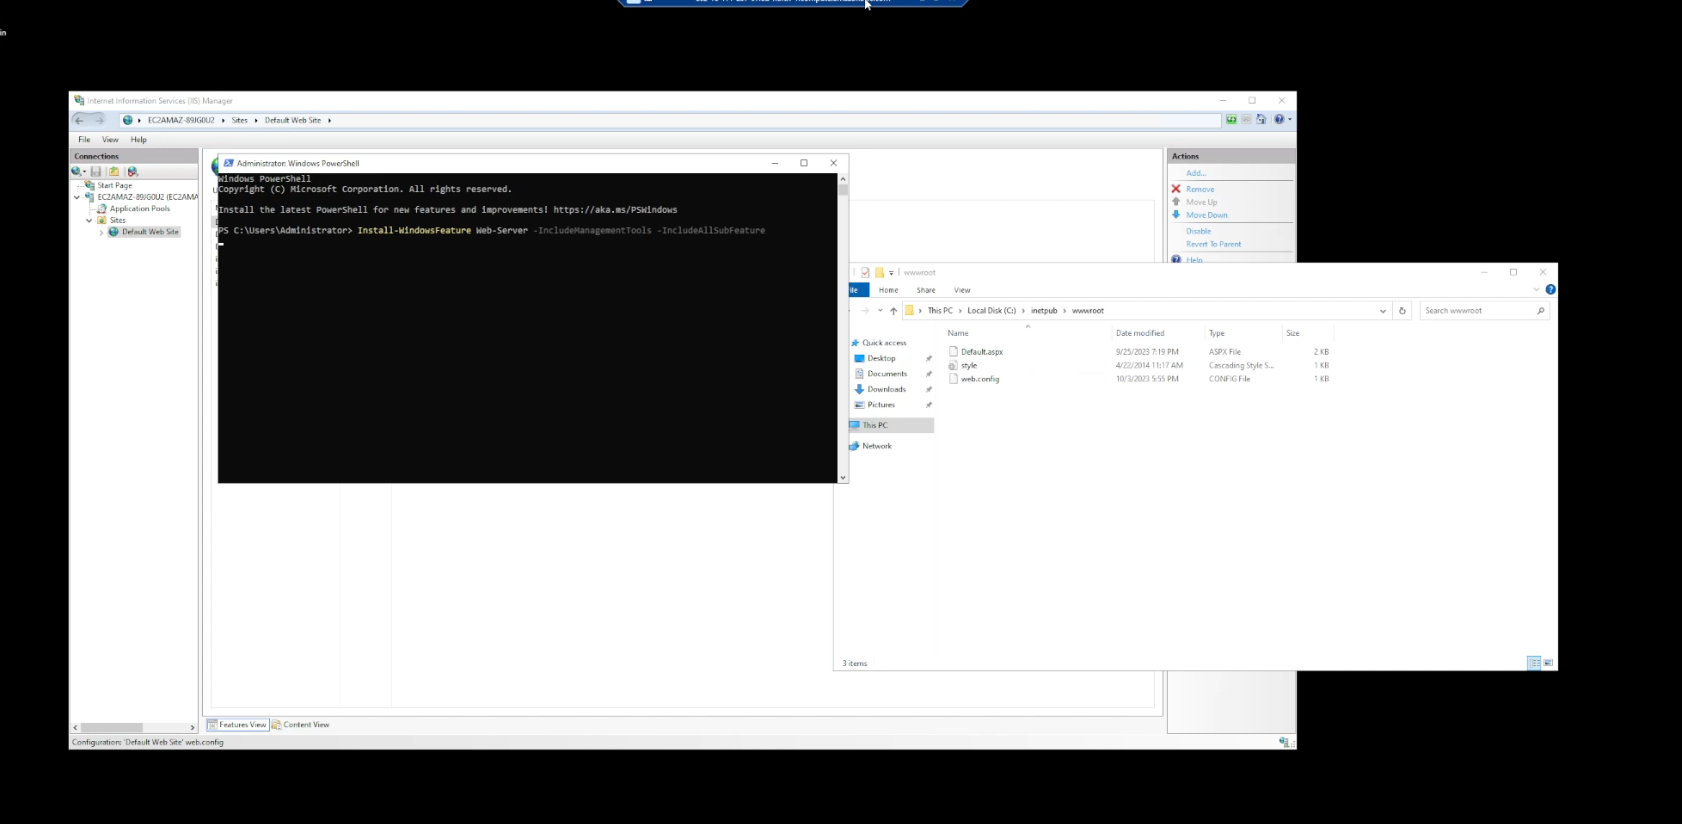 in
Internet Information Services (IIS) Manager
EC2AMAZ-89JG0U2 Sites Default Web Site
File View Help
Connections
Start Page
EC2AMAZ-89JG0U2 (EC2AMA
Application Pools
Sites
Default Web Site
Administrator: Windows PowerShell
Windows PowerShell
Copyright (C) Microsoft Corporation. All rights reserved.
Install the latest PowerShell for new features and improvements! https://aka.ms/PSWindows
PS C:\Users\Administrator> Install-WindowsFeature Web-Server -IncludeManagementTools -IncludeAllSubFeature
Actions
Add...
Remove
Move Up
Move Down
Disable
Revert To Parent
Help
wwwroot
ile Home Share View
This PC Local Disk (C:) inetpub wwwroot
Search wwwroot
Quick access
Desktop
Documents
Downloads
Pictures
This PC
Network
Name Date modified Type Size
Default.aspx 9/25/2023 7:19 PM ASPX File 2 KB
style 4/22/2014 11:17 AM Cascading Style S... 1 KB
web.config 10/3/2023 5:55 PM CONFIG File 1 KB
3 items
Features View Content View
Configuration: 'Default Web Site' web.config